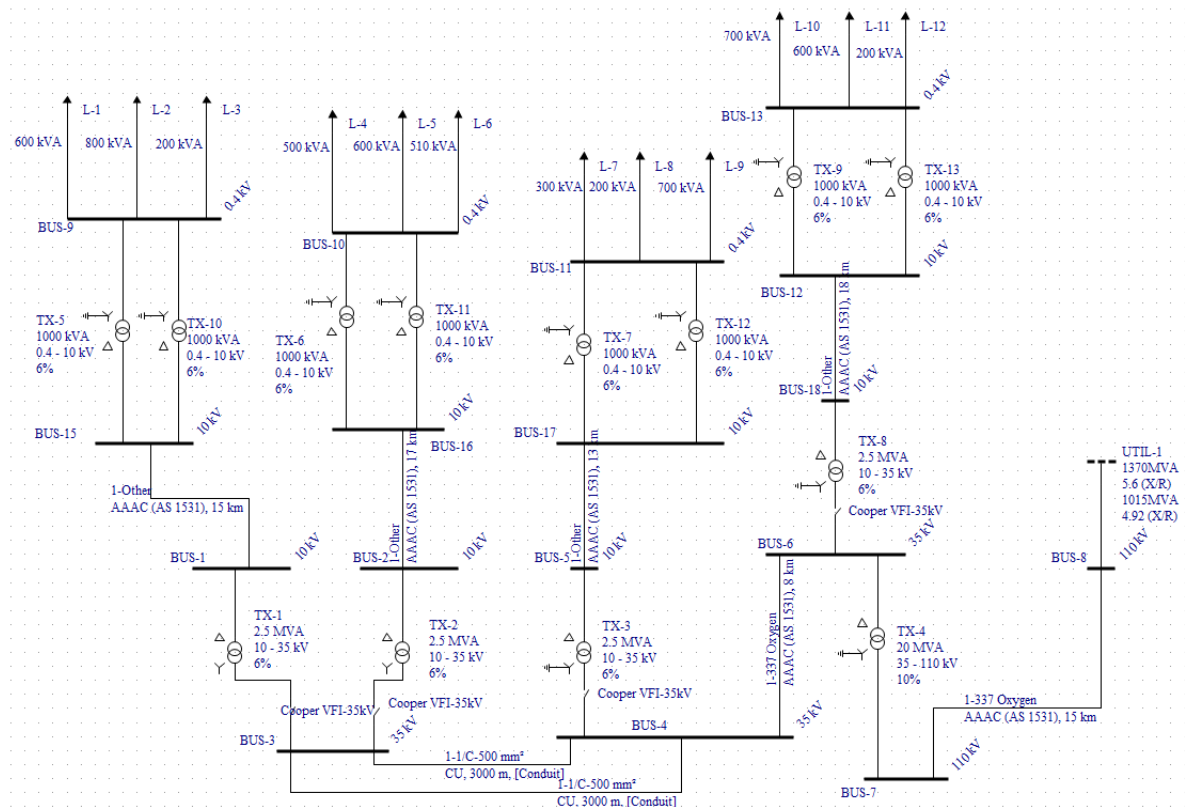 700 kVA
L-10
600 kVA
L-11
200 kVA
L-12
0.4 kV
BUS-13
600 kVA
L-1
800 kVA
L-2
200 kVA
L-3
0.4 kV
BUS-9
500 kVA
L-4
600 kVA
L-5
510 kVA
L-6
0.4 kV
BUS-10
300 kVA
L-7
200 kVA
L-8
700 kVA
L-9
0.4 kV
BUS-11
TX-9
1000 kVA
0.4 - 10 kV
6%
TX-13
1000 kVA
0.4 - 10 kV
6%
10 kV
BUS-12
TX-5
1000 kVA
0.4 - 10 kV
6%
TX-10
1000 kVA
0.4 - 10 kV
6%
TX-6
1000 kVA
0.4 - 10 kV
6%
TX-11
1000 kVA
0.4 - 10 kV
6%
TX-7
1000 kVA
0.4 - 10 kV
6%
TX-12
1000 kVA
0.4 - 10 kV
6%
1-Other
AAAC (AS 1531), 18 km
BUS-18
10 kV
BUS-15
10 kV
BUS-16
10 kV
BUS-17
10 kV
TX-8
2.5 MVA
10 - 35 kV
6%
Cooper VFI-35kV
UTIL-1
1370MVA
5.6 (X/R)
1015MVA
4.92 (X/R)
1-Other
AAAC (AS 1531), 15 km
1-Other
AAAC (AS 1531), 17 km
1-Other
AAAC (AS 1531), 13 km
BUS-1
10 kV
BUS-2
10 kV
BUS-5
10 kV
BUS-6
35 kV
BUS-8
110 kV
TX-1
2.5 MVA
10 - 35 kV
6%
TX-2
2.5 MVA
10 - 35 kV
6%
TX-3
2.5 MVA
10 - 35 kV
6%
1-337 Oxygen
AAAC (AS 1531), 8 km
TX-4
20 MVA
35 - 110 kV
10%
Cooper VFI-35kV
Cooper VFI-35kV
Cooper VFI-35kV
1-337 Oxygen
AAAC (AS 1531), 15 km
BUS-3
35 kV
BUS-4
35 kV
1-1/C-500 mm²
CU, 3000 m, [Conduit]
1-1/C-500 mm²
CU, 3000 m, [Conduit]
BUS-7
110 kV